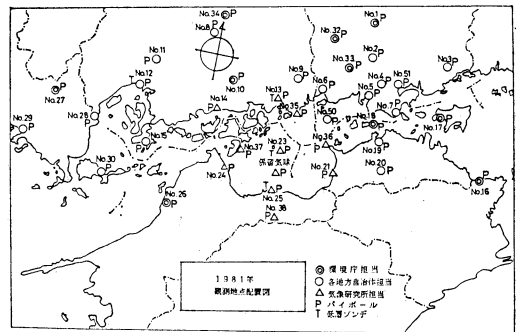 No.34 P
No.8 P
No.1 P
No.32 P
No.11 P
No.2 P
No.33 P
No.3 P
No.12 P
No.10 P
No.9 P
No.6 P
No.4 P
No.51 P
No.27 P
No.14 P
No.13 T P
No.5 P
No.29 P
No.28 P
No.35 P
No.50 P
No.18 P
No.7 P
No.17 P
No.15 P
No.37 P
No.23 T P
No.36 P
No.19 P
保留気球 P
No.30 P
No.24 P
No.21 P
No.20 P
No.26 P
T P
No.25
No.16 P
No.38 P
1981年
観測地点配置図
◎ 環境庁担当
○ 各地方自治体担当
△ 気象研究所担当
P パイボール
T 低層ゾンデ